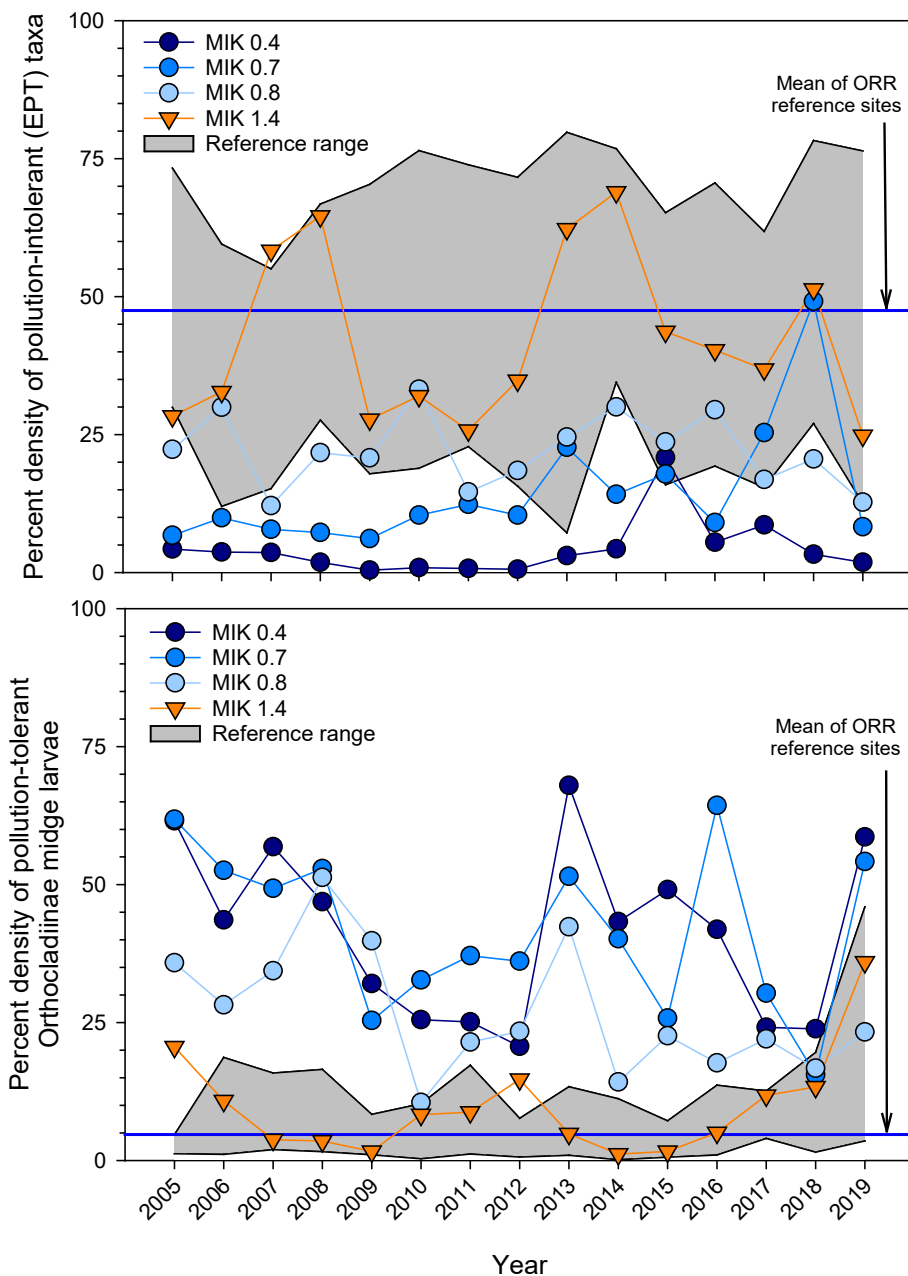 Percent density of pollution-intolerant (EPT) taxa
100
75
50
25
0
MIK 0.4
MIK 0.7
MIK 0.8
MIK 1.4
Reference range
Mean of ORR
reference sites
Percent density of pollution-tolerant
Orthocladiinae midge larvae
100
75
50
25
0
MIK 0.4
MIK 0.7
MIK 0.8
MIK 1.4
Reference range
Mean of ORR
reference sites
2005
2006
2007
2008
2009
2010
2011
2012
2013
2014
2015
2016
2017
2018
2019
Year